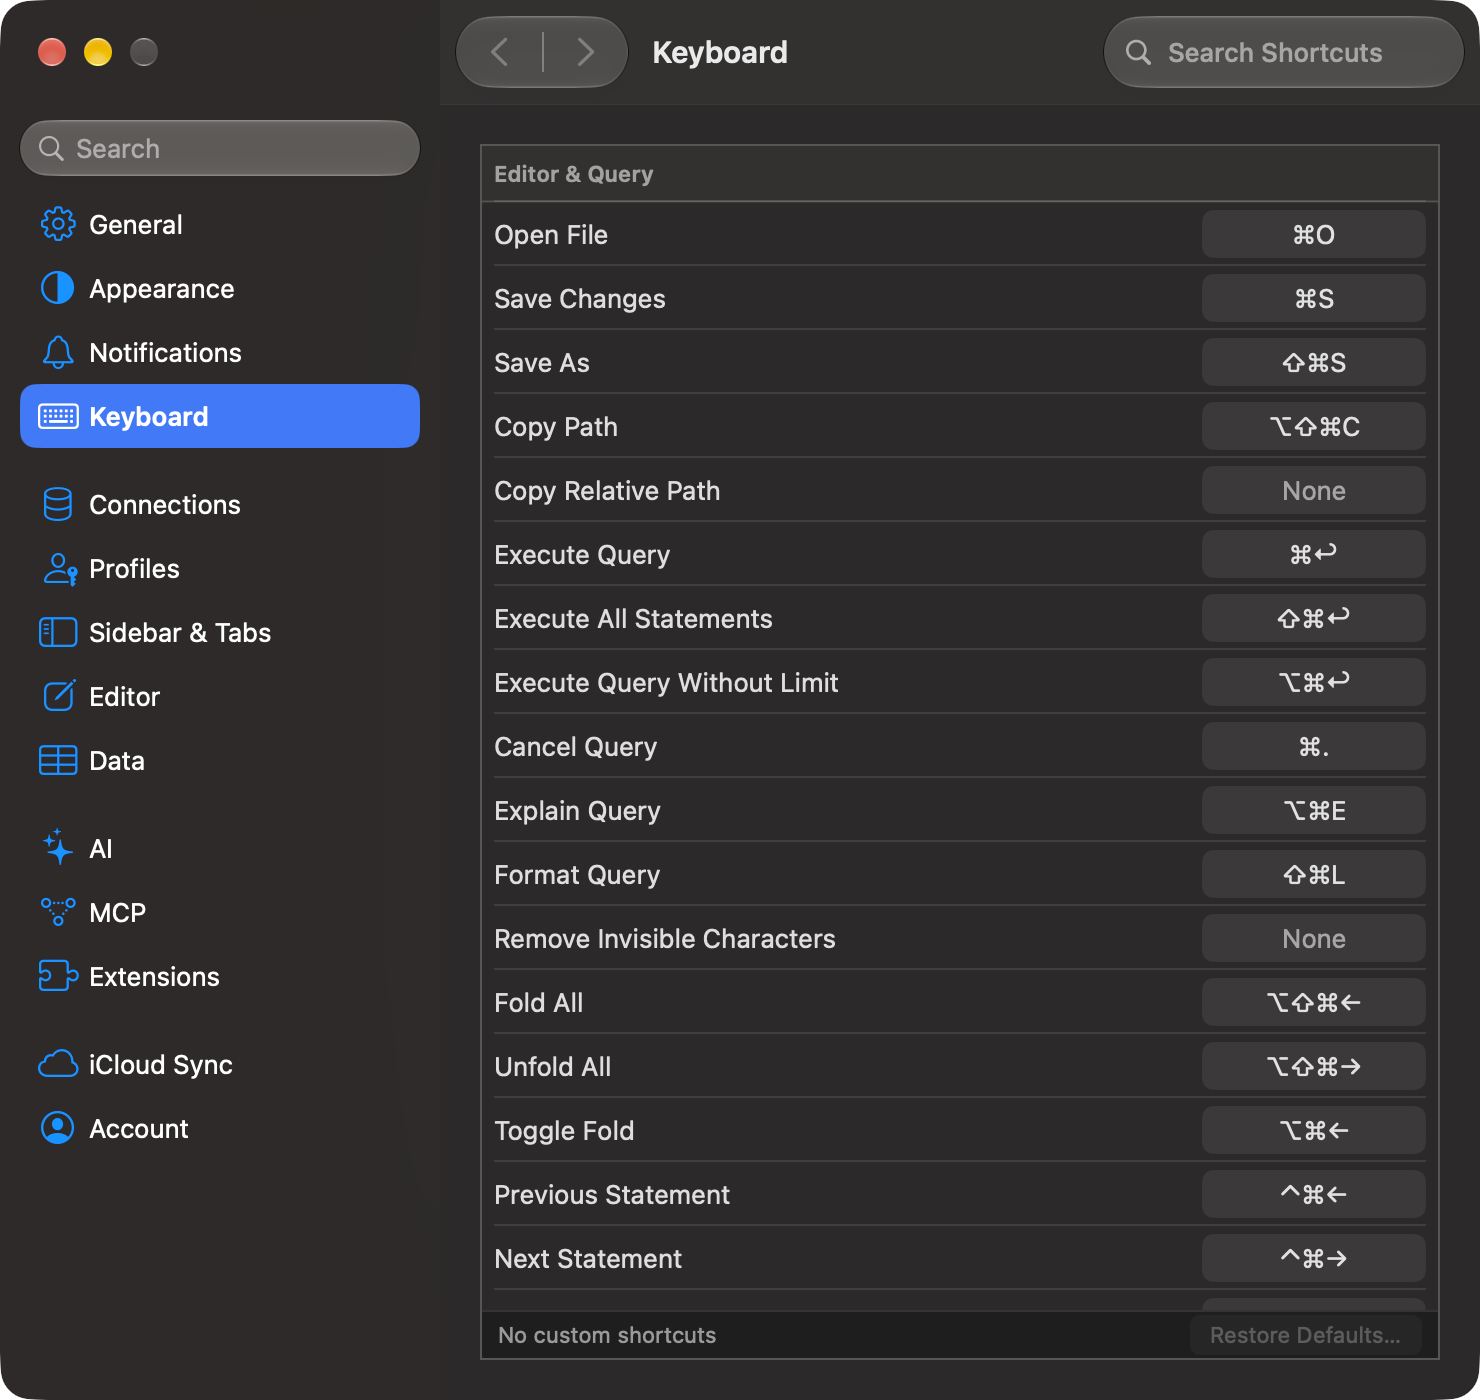 Keyboard
Search Shortcuts
Search
General
Appearance
Notifications
Keyboard
Connections
Profiles
Sidebar & Tabs
Editor
Data
AI
MCP
Extensions
iCloud Sync
Account
Editor & Query
Open File ⌘O
Save Changes ⌘S
Save As ⇧⌘S
Copy Path ⌥⇧⌘C
Copy Relative Path None
Execute Query ⌘↩
Execute All Statements ⇧⌘↩
Execute Query Without Limit ⌥⌘↩
Cancel Query ⌘.
Explain Query ⌥⌘E
Format Query ⇧⌘L
Remove Invisible Characters None
Fold All ⌥⇧⌘←
Unfold All ⌥⇧⌘→
Toggle Fold ⌥⌘←
Previous Statement ^⌘←
Next Statement ^⌘→
No custom shortcuts Restore Defaults...